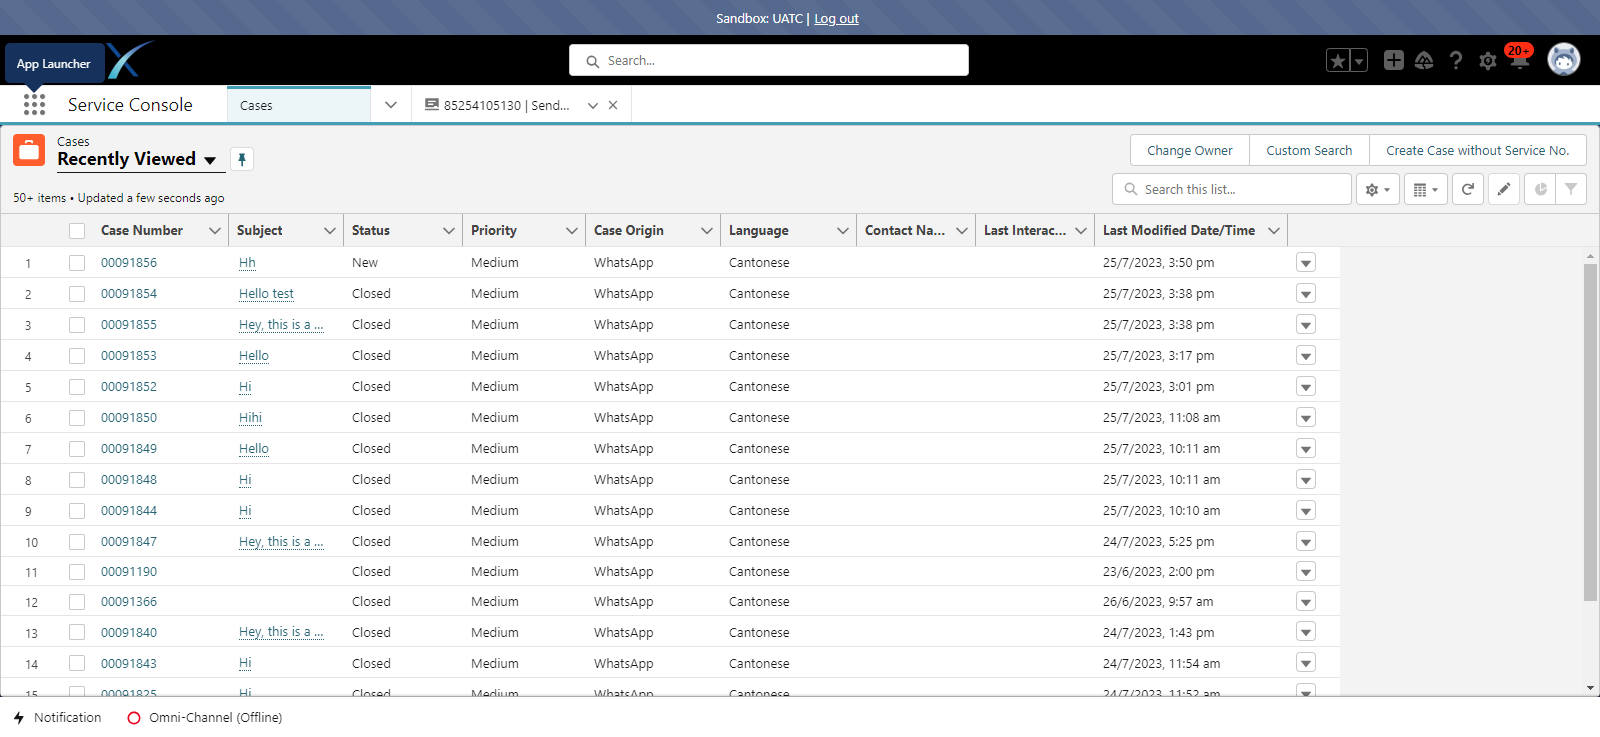 Sandbox: UATC | Log out
App Launcher
Search...
20+
Service Console
Cases
85254105130 | Send...
Cases
Recently Viewed
Change Owner
Custom Search
Create Case without Service No.
50+ items • Updated a few seconds ago
Search this list...
Case Number Subject Status Priority Case Origin Language Contact Na... Last Interac... Last Modified Date/Time
1 00091856 Hh New Medium WhatsApp Cantonese 25/7/2023, 3:50 pm
2 00091854 Hello test Closed Medium WhatsApp Cantonese 25/7/2023, 3:38 pm
3 00091855 Hey, this is a ... Closed Medium WhatsApp Cantonese 25/7/2023, 3:38 pm
4 00091853 Hello Closed Medium WhatsApp Cantonese 25/7/2023, 3:17 pm
5 00091852 Hi Closed Medium WhatsApp Cantonese 25/7/2023, 3:01 pm
6 00091850 Hihi Closed Medium WhatsApp Cantonese 25/7/2023, 11:08 am
7 00091849 Hello Closed Medium WhatsApp Cantonese 25/7/2023, 10:11 am
8 00091848 Hi Closed Medium WhatsApp Cantonese 25/7/2023, 10:11 am
9 00091844 Hi Closed Medium WhatsApp Cantonese 25/7/2023, 10:10 am
10 00091847 Hey, this is a ... Closed Medium WhatsApp Cantonese 24/7/2023, 5:25 pm
11 00091190 Closed Medium WhatsApp Cantonese 23/6/2023, 2:00 pm
12 00091366 Closed Medium WhatsApp Cantonese 26/6/2023, 9:57 am
13 00091840 Hey, this is a ... Closed Medium WhatsApp Cantonese 24/7/2023, 1:43 pm
14 00091843 Hi Closed Medium WhatsApp Cantonese 24/7/2023, 11:54 am
15 00091825 Hi Closed Medium WhatsApp Cantonese 24/7/2023, 11:52 am
Notification
Omni-Channel (Offline)